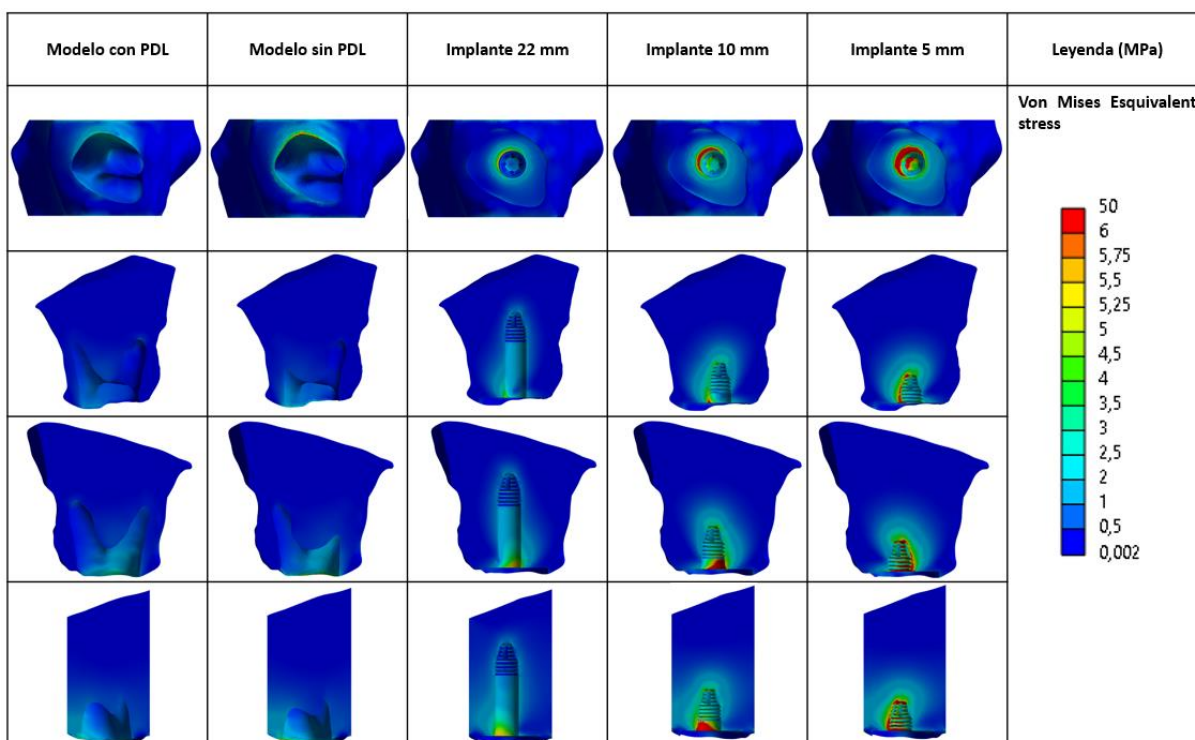 Modelo con PDL
Modelo sin PDL
Implante 22 mm
Implante 10 mm
Implante 5 mm
Leyenda (MPa)
Von Mises Esquivalent
stress
50
6
5,75
5,5
5,25
5
4,5
4
3,5
3
2,5
2
1
0,5
0,002